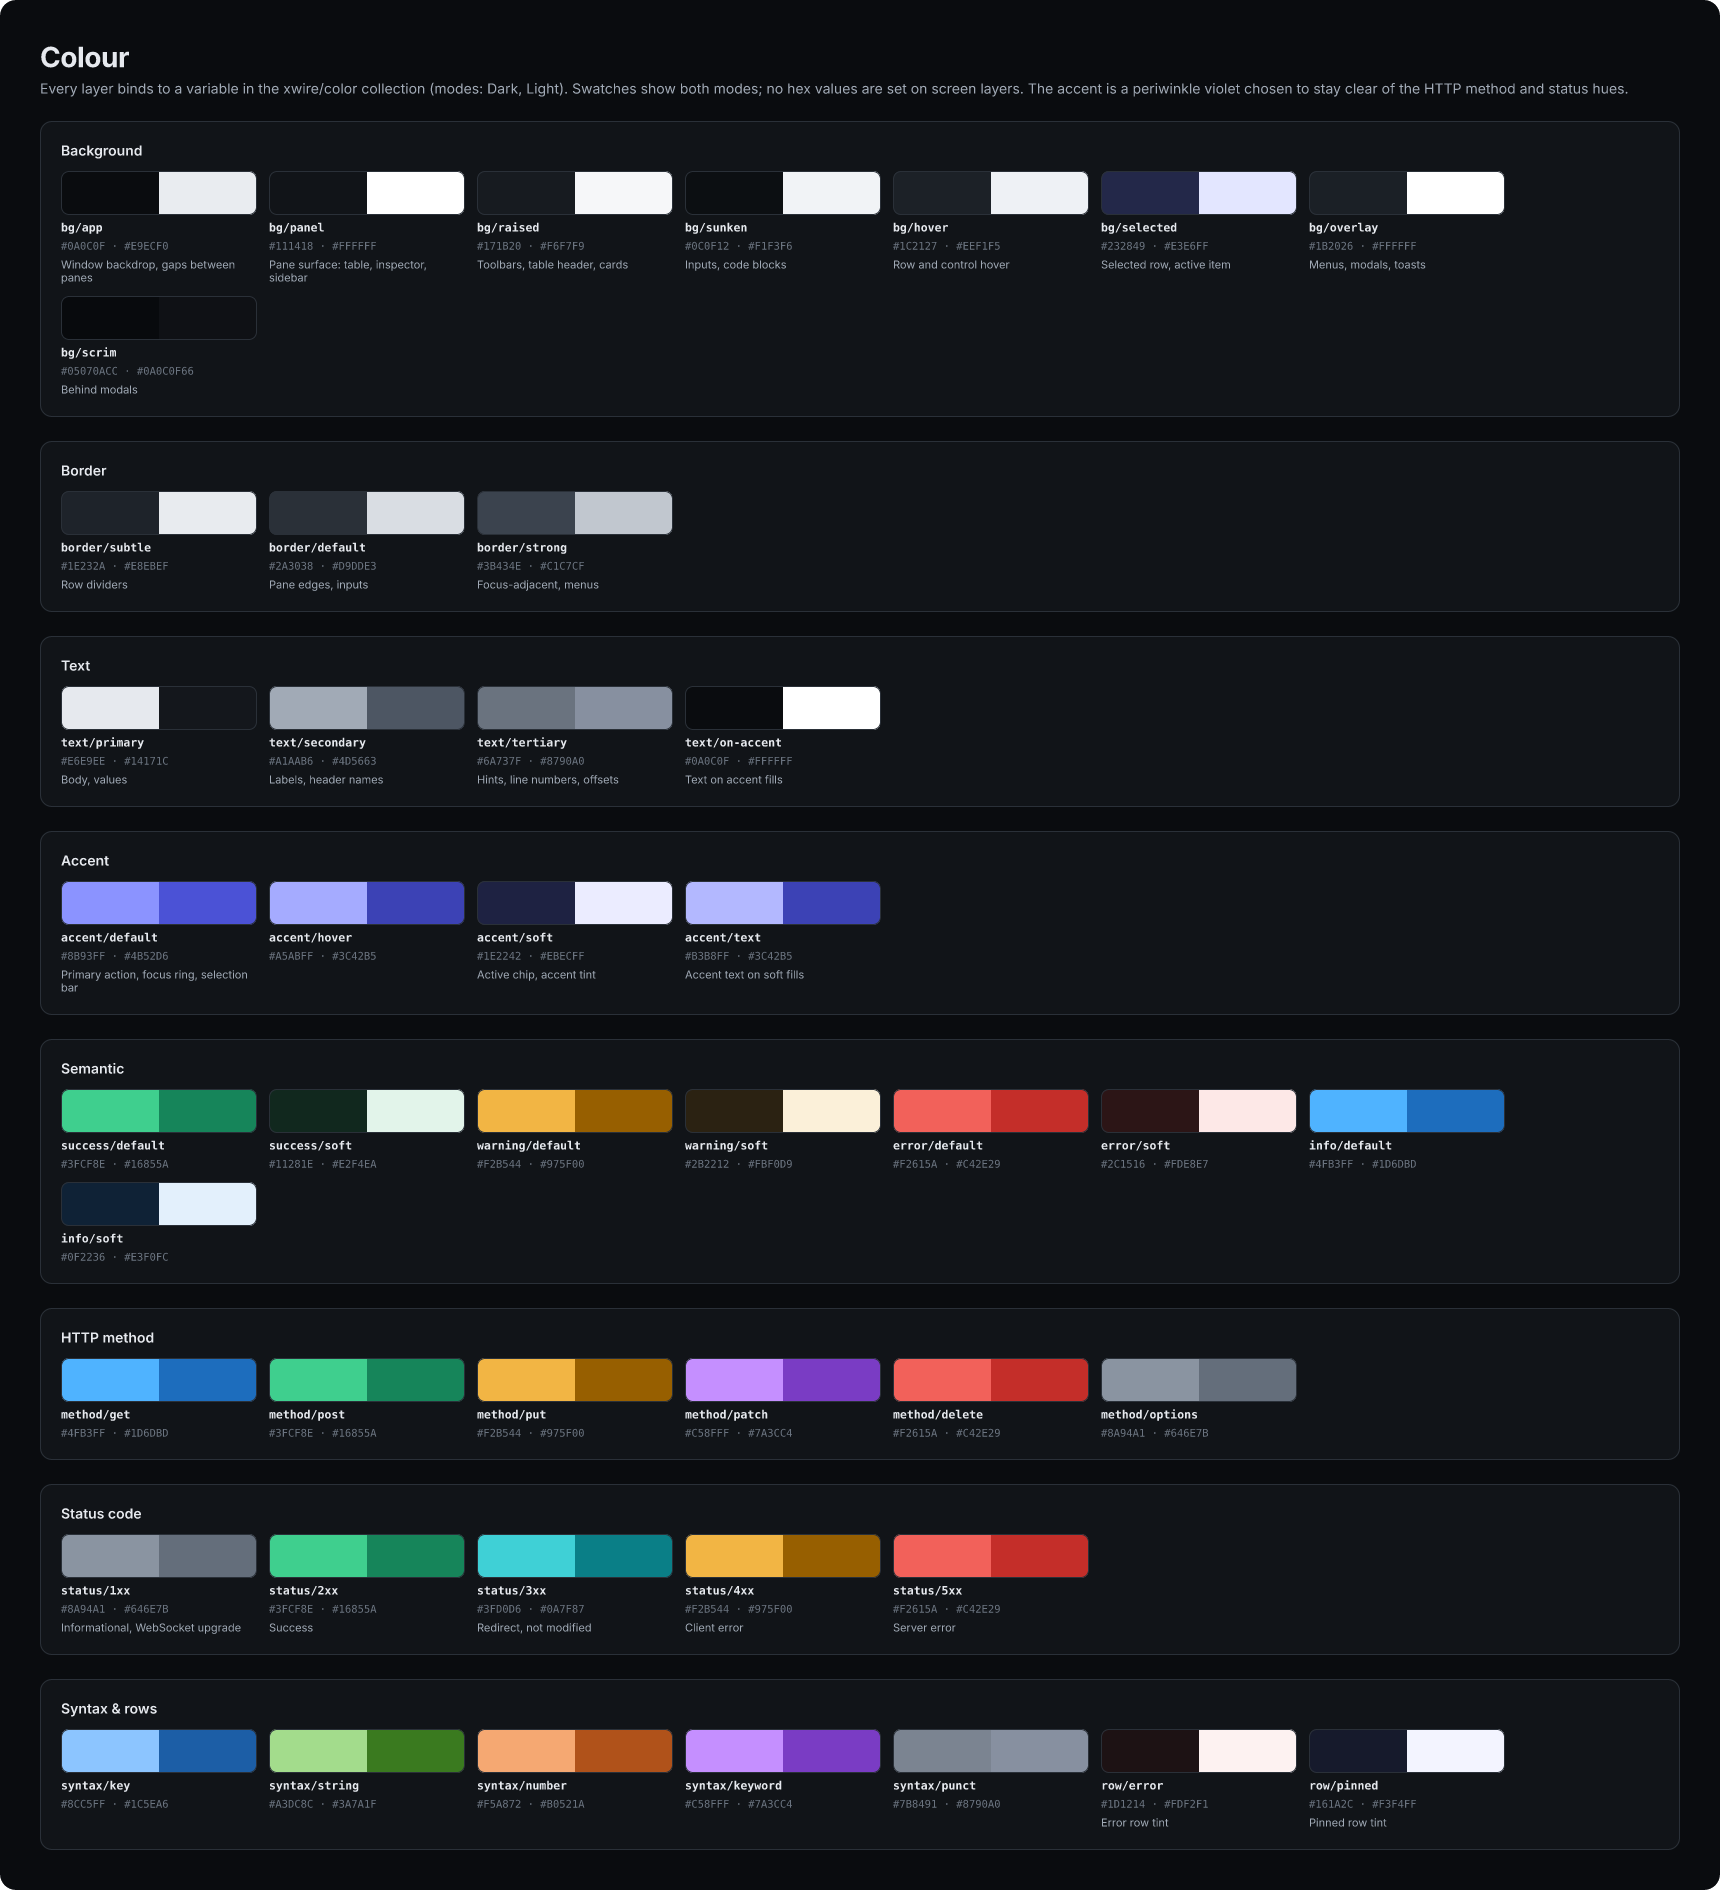 Colour
Every layer binds to a variable in the xwire/color collection (modes: Dark, Light). Swatches show both modes; no hex values are set on screen layers. The accent is a periwinkle violet chosen to stay clear of the HTTP method and status hues.
Background
bg/app
#0A0C0F · #E9ECF0
Window backdrop, gaps between
panes
bg/panel
#111418 · #FFFFFF
Pane surface: table, inspector,
sidebar
bg/raised
#171B20 · #F6F7F9
Toolbars, table header, cards
bg/sunken
#0C0F12 · #F1F3F6
Inputs, code blocks
bg/hover
#1C2127 · #EEF1F5
Row and control hover
bg/selected
#232849 · #E3E6FF
Selected row, active item
bg/overlay
#1B2026 · #FFFFFF
Menus, modals, toasts
bg/scrim
#05070ACC · #0A0C0F66
Behind modals
Border
border/subtle
#1E232A · #E8EBEF
Row dividers
border/default
#2A3038 · #D9DDE3
Pane edges, inputs
border/strong
#3B434E · #C1C7CF
Focus-adjacent, menus
Text
text/primary
#E6E9EE · #14171C
Body, values
text/secondary
#A1AAB6 · #4D5663
Labels, header names
text/tertiary
#6A737F · #8790A0
Hints, line numbers, offsets
text/on-accent
#0A0C0F · #FFFFFF
Text on accent fills
Accent
accent/default
#8B93FF · #4B52D6
Primary action, focus ring, selection
bar
accent/hover
#A5ABFF · #3C42B5
accent/soft
#1E2242 · #EBECFF
Active chip, accent tint
accent/text
#B3B8FF · #3C42B5
Accent text on soft fills
Semantic
success/default
#3FCF8E · #16855A
success/soft
#11281E · #E2F4EA
warning/default
#F2B544 · #975F00
warning/soft
#2B2212 · #FBF0D9
error/default
#F2615A · #C42E29
error/soft
#2C1516 · #FDE8E7
info/default
#4FB3FF · #1D6DBD
info/soft
#0F2236 · #E3F0FC
HTTP method
method/get
#4FB3FF · #1D6DBD
method/post
#3FCF8E · #16855A
method/put
#F2B544 · #975F00
method/patch
#C58FFF · #7A3CC4
method/delete
#F2615A · #C42E29
method/options
#8A94A1 · #646E7B
Status code
status/1xx
#8A94A1 · #646E7B
Informational, WebSocket upgrade
status/2xx
#3FCF8E · #16855A
Success
status/3xx
#3FD0D6 · #0A7F87
Redirect, not modified
status/4xx
#F2B544 · #975F00
Client error
status/5xx
#F2615A · #C42E29
Server error
Syntax & rows
syntax/key
#8CC5FF · #1C5EA6
syntax/string
#A3DC8C · #3A7A1F
syntax/number
#F5A872 · #B0521A
syntax/keyword
#C58FFF · #7A3CC4
syntax/punct
#7B8491 · #8790A0
row/error
#1D1214 · #FDF2F1
Error row tint
row/pinned
#161A2C · #F3F4FF
Pinned row tint